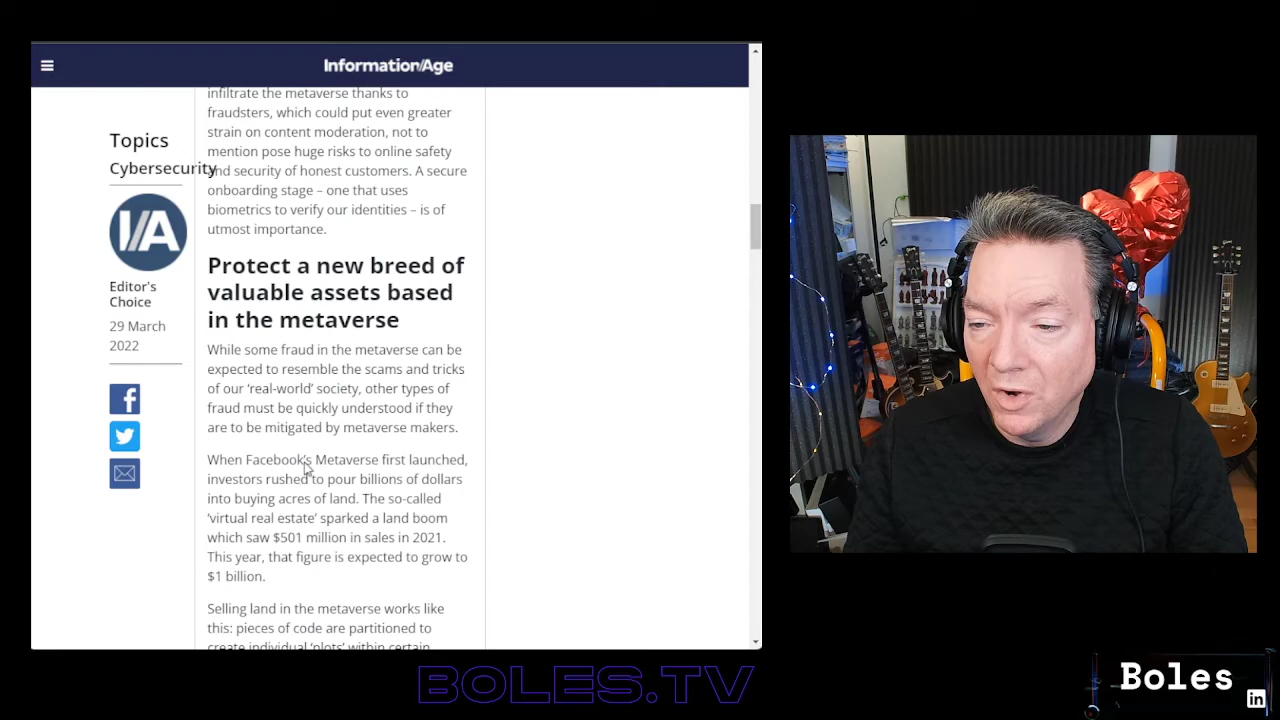 Information/Age
infiltrate the metaverse thanks to
fraudsters, which could put even greater
strain on content moderation, not to
mention pose huge risks to online safety
and security of honest customers. A secure
onboarding stage – one that uses
biometrics to verify our identities – is of
utmost importance.
Topics
Cybersecurity
I/A
Editor's
Choice
29 March
2022
Protect a new breed of
valuable assets based
in the metaverse
While some fraud in the metaverse can be
expected to resemble the scams and tricks
of our ‘real-world’ society, other types of
fraud must be quickly understood if they
are to be mitigated by metaverse makers.
When Facebook’s Metaverse first launched,
investors rushed to pour billions of dollars
into buying acres of land. The so-called
‘virtual real estate’ sparked a land boom
which saw $501 million in sales in 2021.
This year, that figure is expected to grow to
$1 billion.
Selling land in the metaverse works like
this: pieces of code are partitioned to
create individual ‘plots’ within certain
BOLES.TV
Boles
in